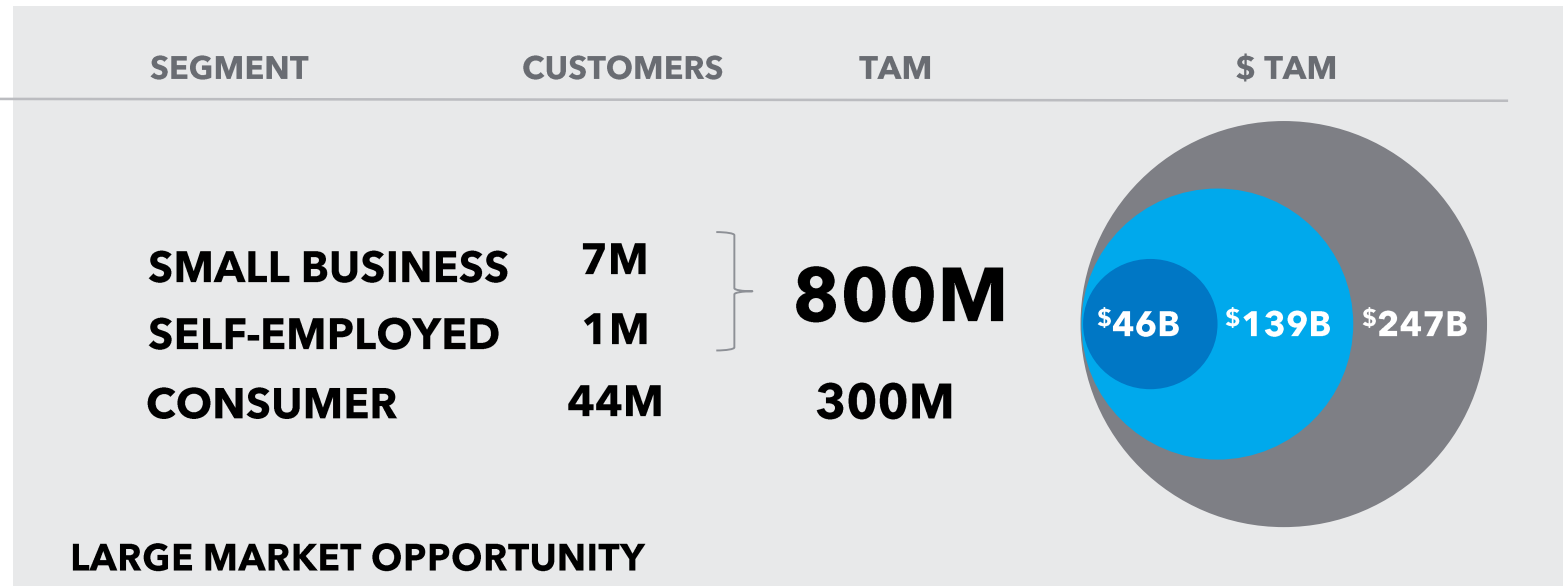 SEGMENT CUSTOMERS TAM $ TAM
SMALL BUSINESS 7M
SELF-EMPLOYED 1M
800M
CONSUMER 44M 300M
$46B $139B $247B
LARGE MARKET OPPORTUNITY